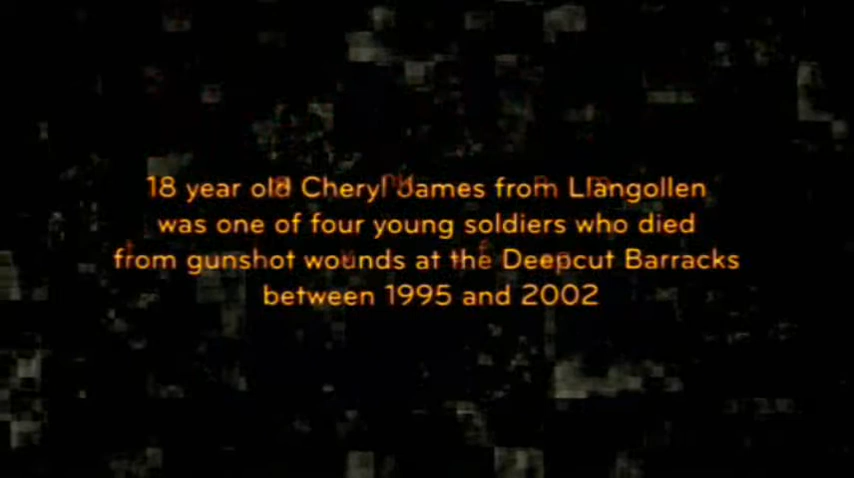 18 year old Cheryl James from Llangollen
was one of four young soldiers who died
from gunshot wounds at the Deepcut Barracks
between 1995 and 2002